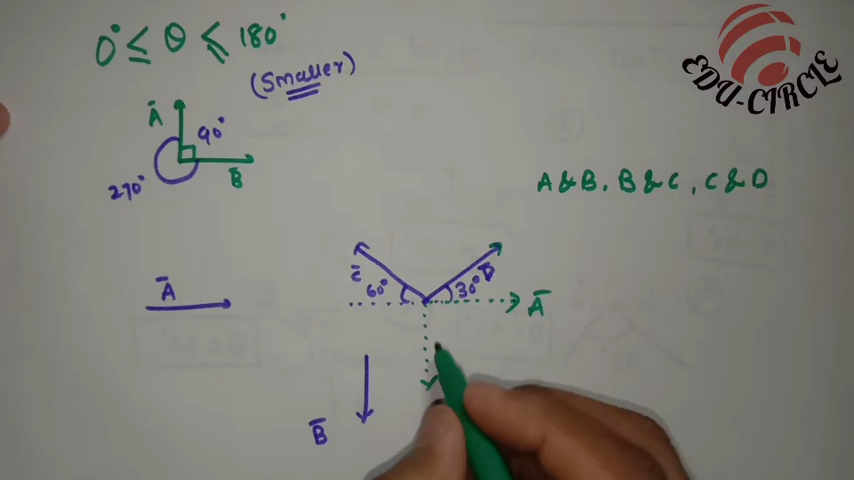 0° ≤ θ ≤ 180°
(Smaller)
EDU-CIRCLE
Ā
90°
270°
B̄
A & B, B & C, C & D
C̄
60°
30°
D̄
Ā
Ā
B̄